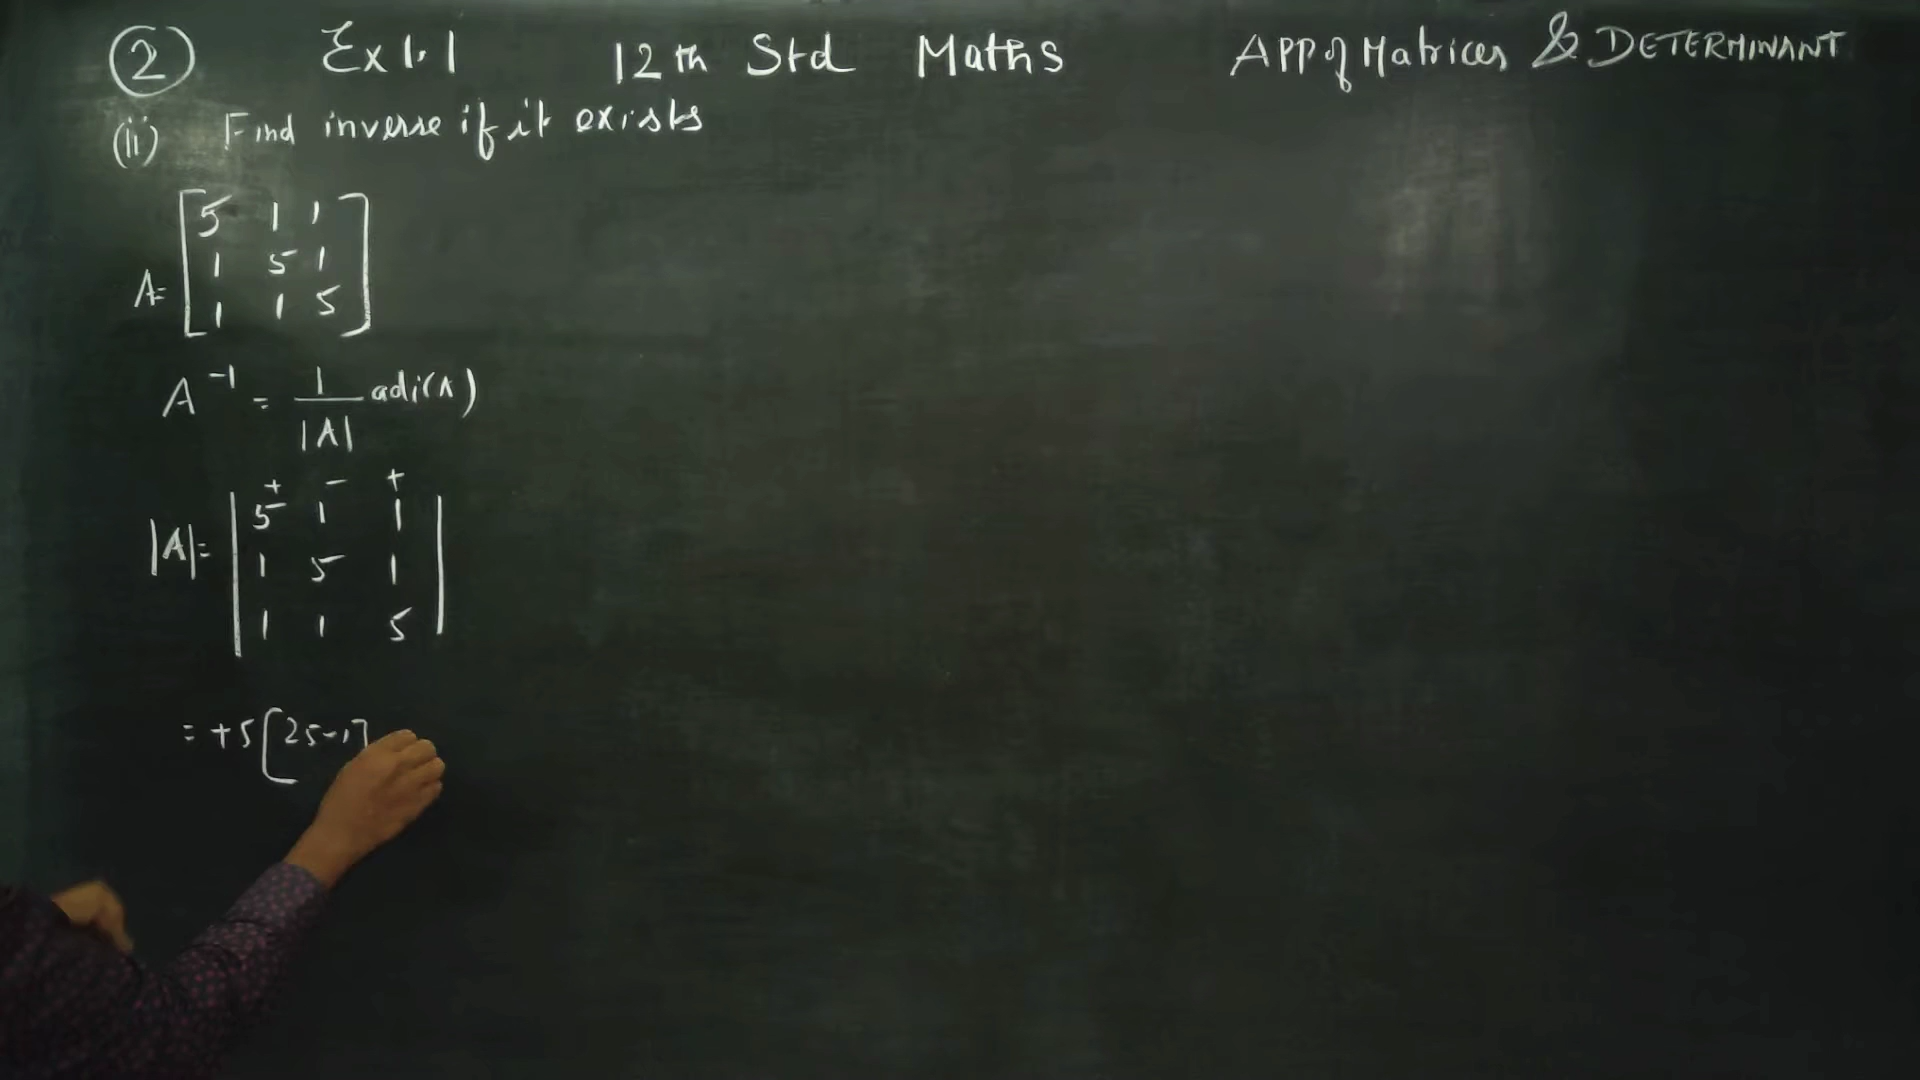 2 Ex 1.1 12th Std Maths APP of Matrices & DETERMINANT
(ii) Find inverse if it exists
A= [5 1 1
1 5 1
1 1 5]
A⁻¹ = 1/|A| adj(A)
+ - +
|A|= |5 1 1
1 5 1
1 1 5|
= +5[25-1]